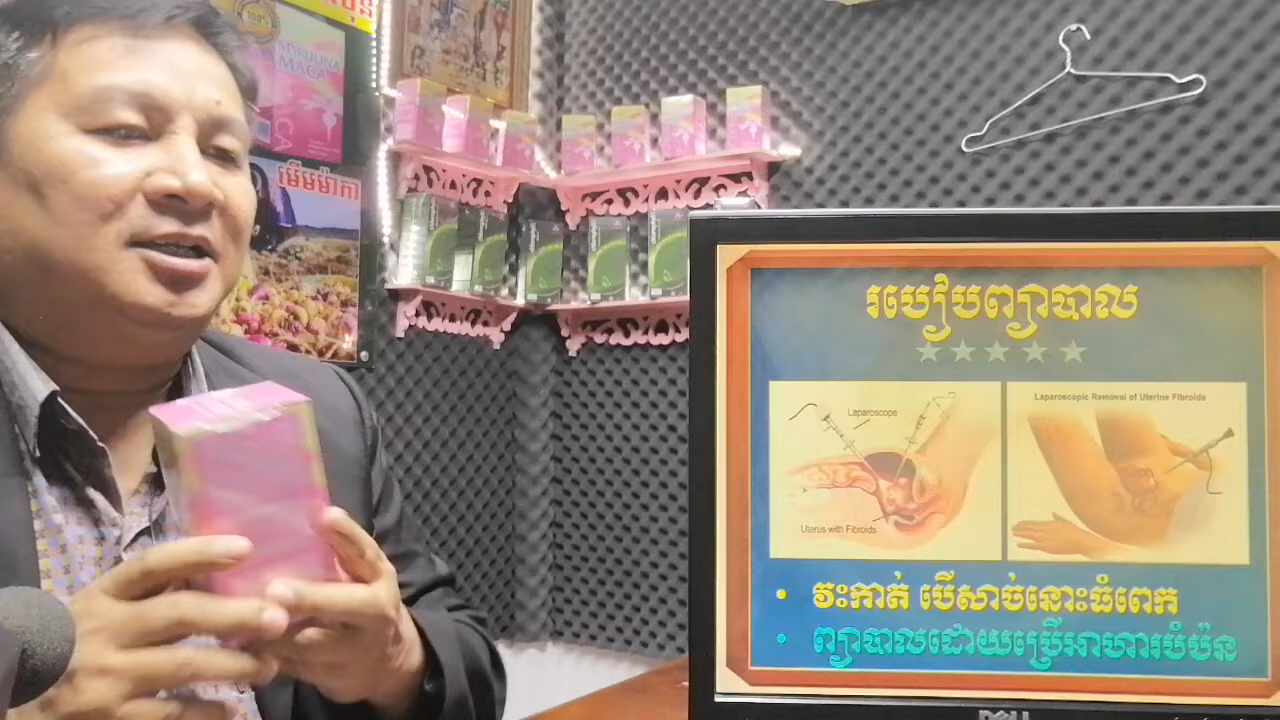 100%
SPIRULINA
MACA
មើមម៉ាកា
របៀបព្យាបាល
Laparoscope
Uterus with Fibroids
Laparoscopic Removal of Uterine Fibroids
វះកាត់ បើសាច់នោះធំពេក
ព្យាបាលដោយប្រើអាហារបំប៉ន
DELL